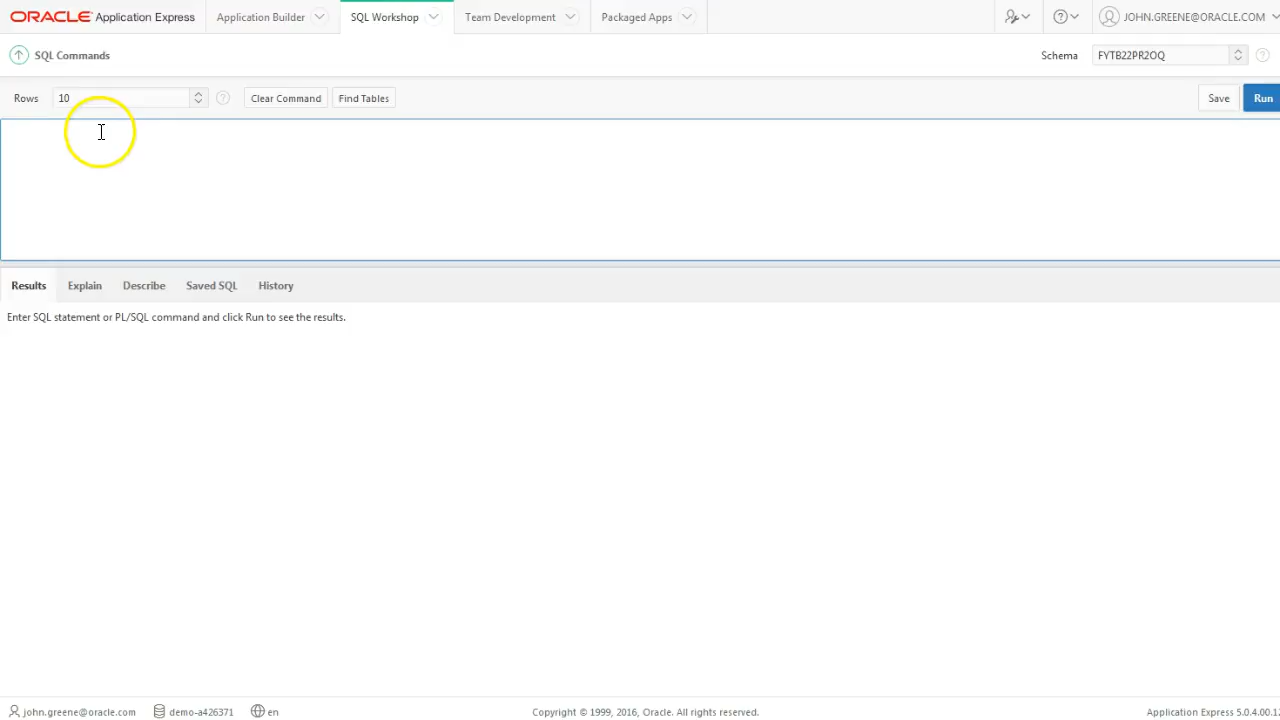 ORACLE Application Express Application Builder SQL Workshop Team Development Packaged Apps JOHN.GREENE@ORACLE.COM
SQL Commands Schema FYTB22PR2OQ
Rows 10 Clear Command Find Tables Save Run
Results Explain Describe Saved SQL History
Enter SQL statement or PL/SQL command and click Run to see the results.
john.greene@oracle.com demo-a426371 en Copyright © 1999, 2016, Oracle. All rights reserved. Application Express 5.0.4.00.12